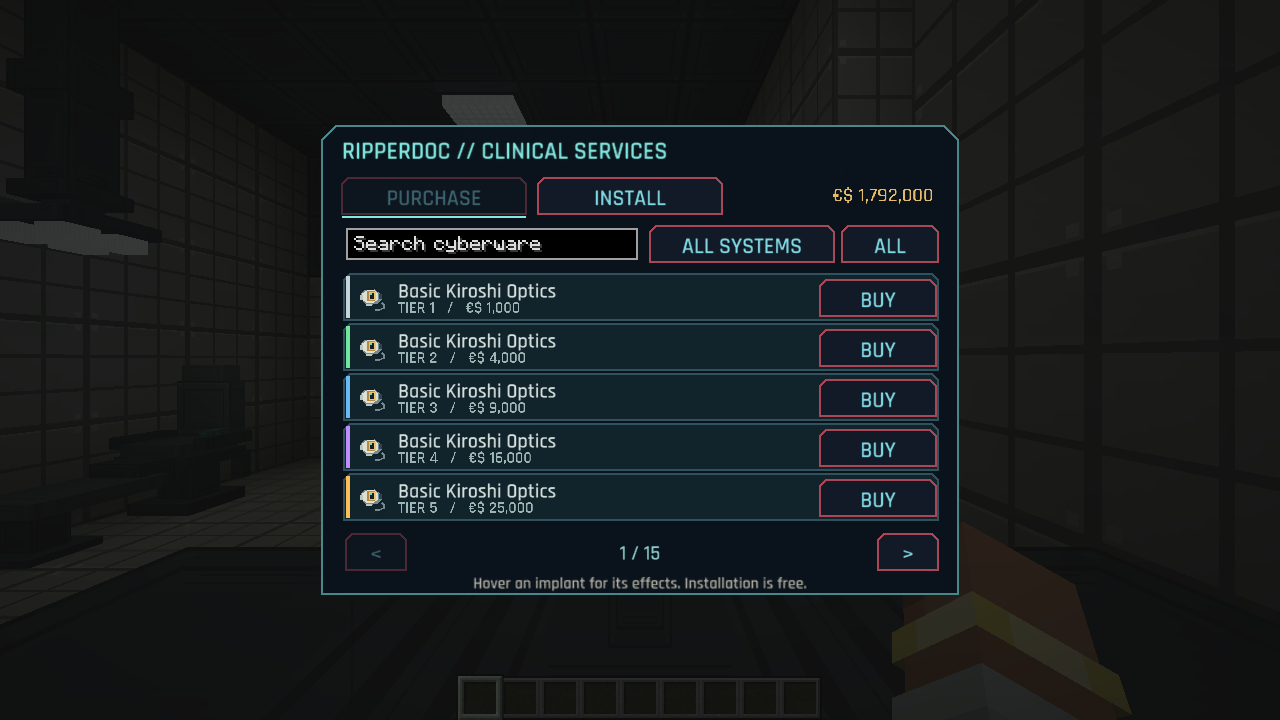 RIPPERDOC // CLINICAL SERVICES
PURCHASE
INSTALL
€$ 1,792,000
Search cyberware
ALL SYSTEMS
ALL
Basic Kiroshi Optics
TIER 1 / €$ 1,000
BUY
Basic Kiroshi Optics
TIER 2 / €$ 4,000
BUY
Basic Kiroshi Optics
TIER 3 / €$ 9,000
BUY
Basic Kiroshi Optics
TIER 4 / €$ 16,000
BUY
Basic Kiroshi Optics
TIER 5 / €$ 25,000
BUY
<
1 / 15
>
Hover an implant for its effects. Installation is free.